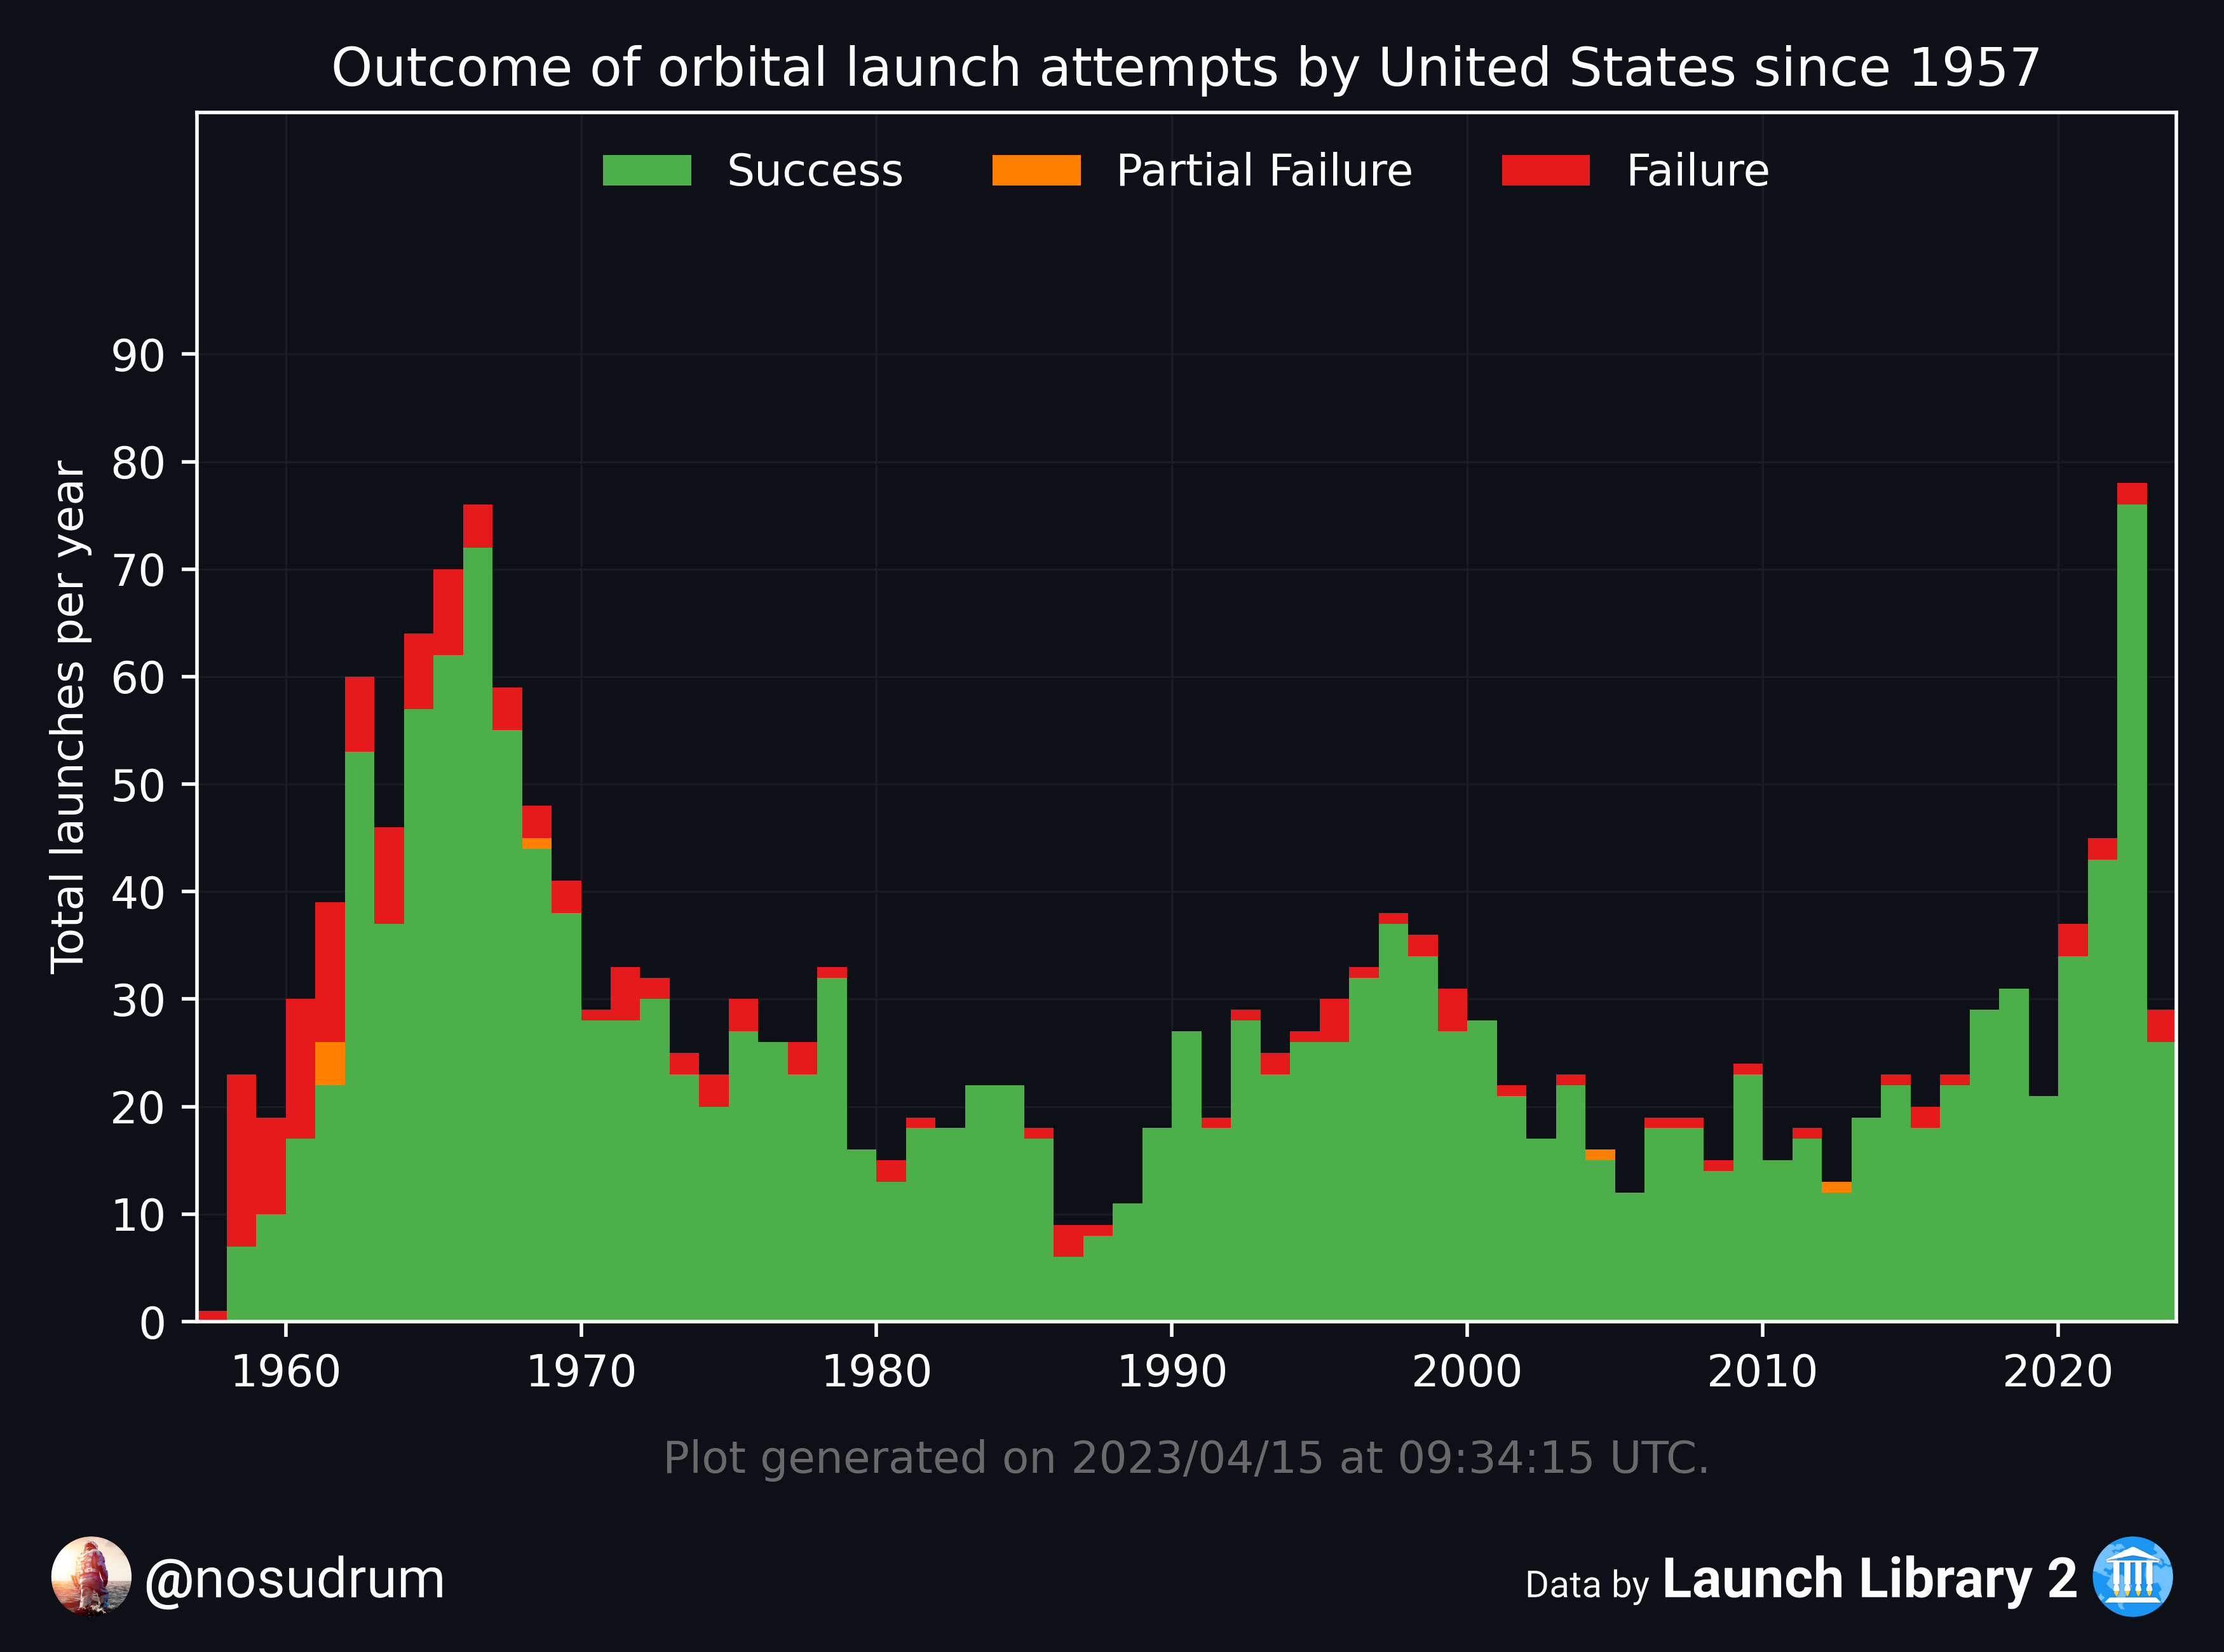 Outcome of orbital launch attempts by United States since 1957
Success Partial Failure Failure
Total launches per year
90
80
70
60
50
40
30
20
10
0
1960 1970 1980 1990 2000 2010 2020
Plot generated on 2023/04/15 at 09:34:15 UTC.
@nosudrum
Data by Launch Library 2